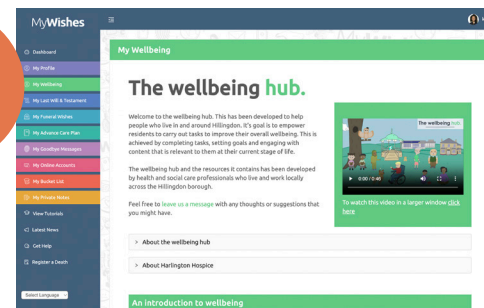 MyWishes
Dashboard
My Profile
My Wellbeing
My Last Will & Testament
My Funeral Wishes
My Advance Care Plan
My Goodbye Messages
My Online Accounts
My Bucket List
My Private Notes
View Tutorials
Latest News
Get Help
Register a Death
Select Language
My Wellbeing
The wellbeing hub.
Welcome to the wellbeing hub. This has been developed to help
people who live in and around Hillingdon. It's goal is to empower
residents to carry out tasks to improve their overall wellbeing. This is
achieved by completing tasks, setting goals and engaging with
content that is relevant to them at their current stage of life.
The wellbeing hub and the resources it contains has been developed
by health and social care professionals who live and work locally
across the Hillingdon borough.
Feel free to leave us a message with any thoughts or suggestions that
you might have.
The wellbeing hub
0:00 / 0:46
To watch this video in a larger window click
here
> About the wellbeing hub
> About Harlington Hospice
An introduction to wellbeing